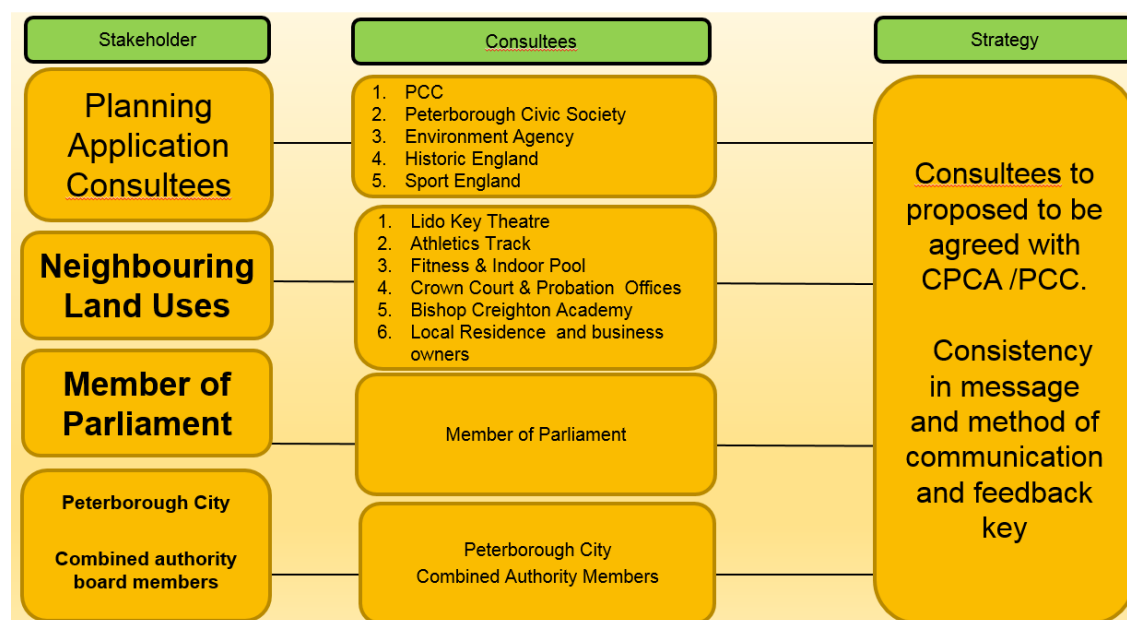 Stakeholder
Consultees
Strategy
Planning
Application
Consultees
1. PCC
2. Peterborough Civic Society
3. Environment Agency
4. Historic England
5. Sport England
Neighbouring
Land Uses
1. Lido Key Theatre
2. Athletics Track
3. Fitness & Indoor Pool
4. Crown Court & Probation Offices
5. Bishop Creighton Academy
6. Local Residence and business
owners
Member of
Parliament
Member of Parliament
Peterborough City
Combined authority
board members
Peterborough City
Combined Authority Members
Consultees to
proposed to be
agreed with
CPCA /PCC.
Consistency
in message
and method of
communication
and feedback
key